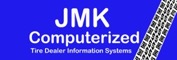 JMK
Computerized
Tire Dealer Information Systems